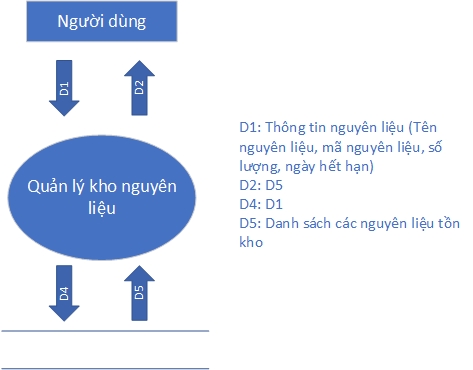 Người dùng
D1
D2
Quản lý kho nguyên
liệu
D4
D5
D1: Thông tin nguyên liệu (Tên
nguyên liệu, mã nguyên liệu, số
lượng, ngày hết hạn)
D2: D5
D4: D1
D5: Danh sách các nguyên liệu tồn
kho